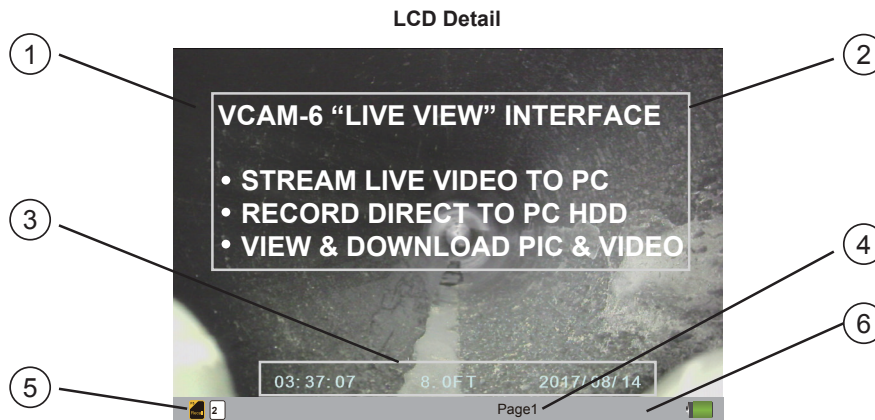 LCD Detail
1
2
VCAM-6 “LIVE VIEW” INTERFACE
• STREAM LIVE VIDEO TO PC
• RECORD DIRECT TO PC HDD
• VIEW & DOWNLOAD PIC & VIDEO
3
4
6
03:37:07 8.0FT 2017/08/14
5
2
Page1